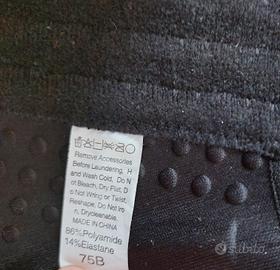 Remove Accessories
Before Laundering, H
and Wash Cold, Do N
ot Bleach, Dry Flat, D
o Not Wring or Twist,
Reshape, Do Not Iro
n, Drycleanable.
MADE IN CHINA
86%Polyamide
14%Elastane
75B
subito